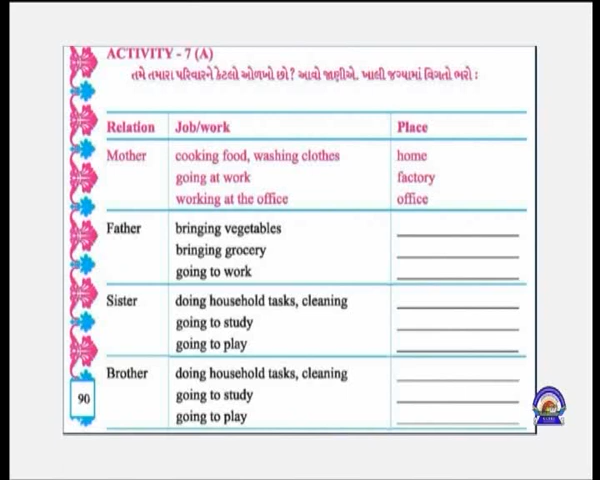 ACTIVITY - 7 (A)
તમે તમારા પરિવારને કેટલો ઓળખો છો? આવો જાણીએ. ખાલી જગ્યામાં વિગતો ભરો :
Relation Job/work Place
Mother cooking food, washing clothes home
going at work factory
working at the office office
Father bringing vegetables
bringing grocery
going to work
Sister doing household tasks, cleaning
going to study
going to play
Brother doing household tasks, cleaning
90 going to study
going to play